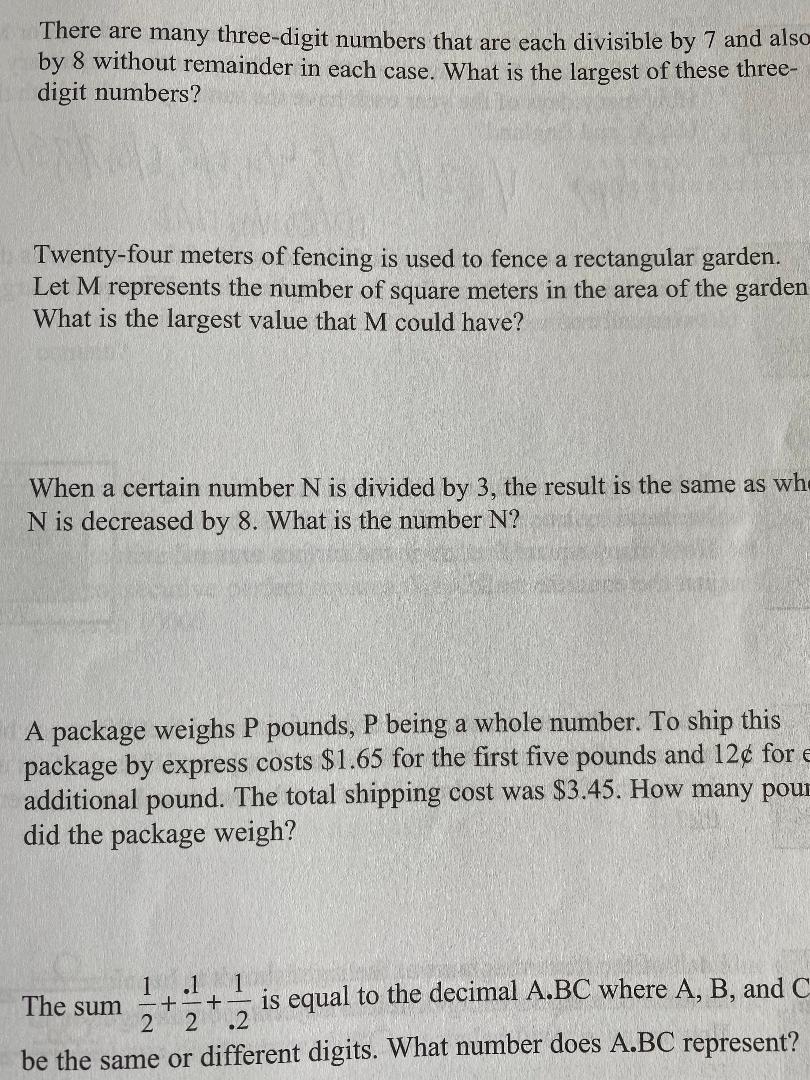 There are many three-digit numbers that are each divisible by 7 and also
by 8 without remainder in each case. What is the largest of these three-
digit numbers?
Twenty-four meters of fencing is used to fence a rectangular garden.
Let M represents the number of square meters in the area of the garden
What is the largest value that M could have?
When a certain number N is divided by 3, the result is the same as
N is decreased by 8. What is the number N?
A package weighs P pounds, P being a whole number. To ship this
package by express costs $1.65 for the first five pounds and 12¢ for
additional pound. The total shipping cost was $3.45. How many
did the package weigh?
The sum 1/2 + .1/2 + 1/.2 is equal to the decimal A.BC where A, B, and C
be the same or different digits. What number does A.BC represent?